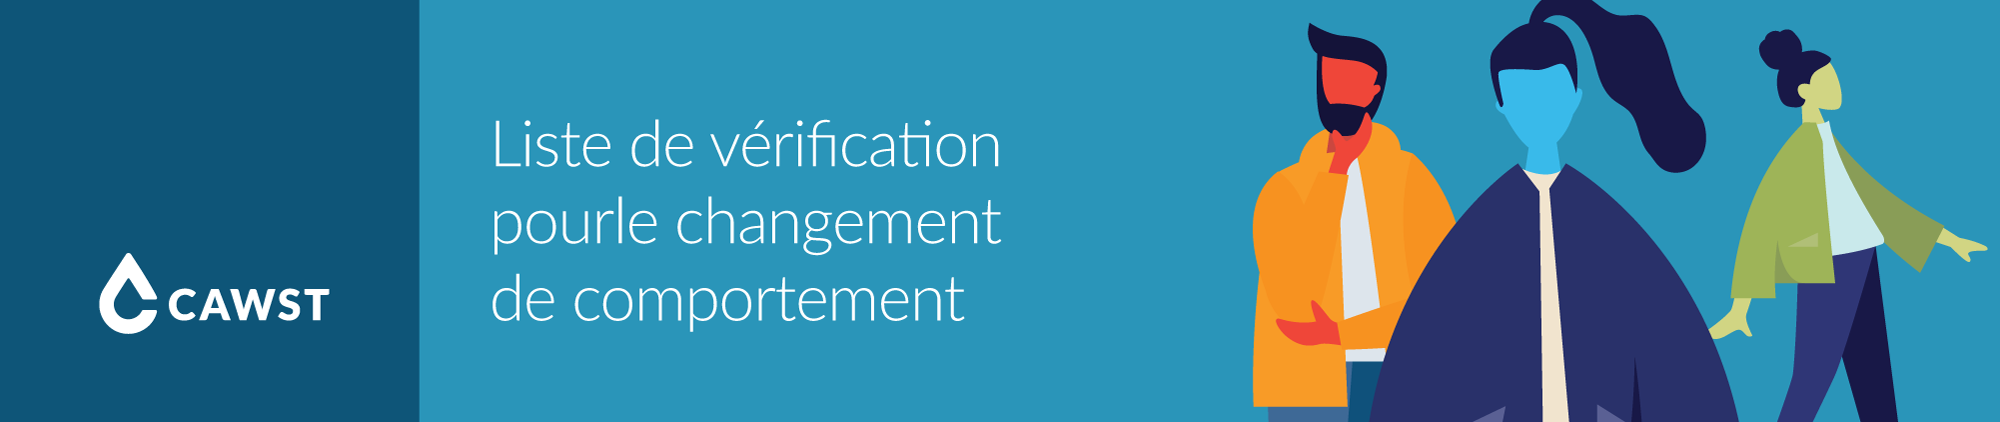 CAWST
Liste de vérification
pourle changement
de comportement